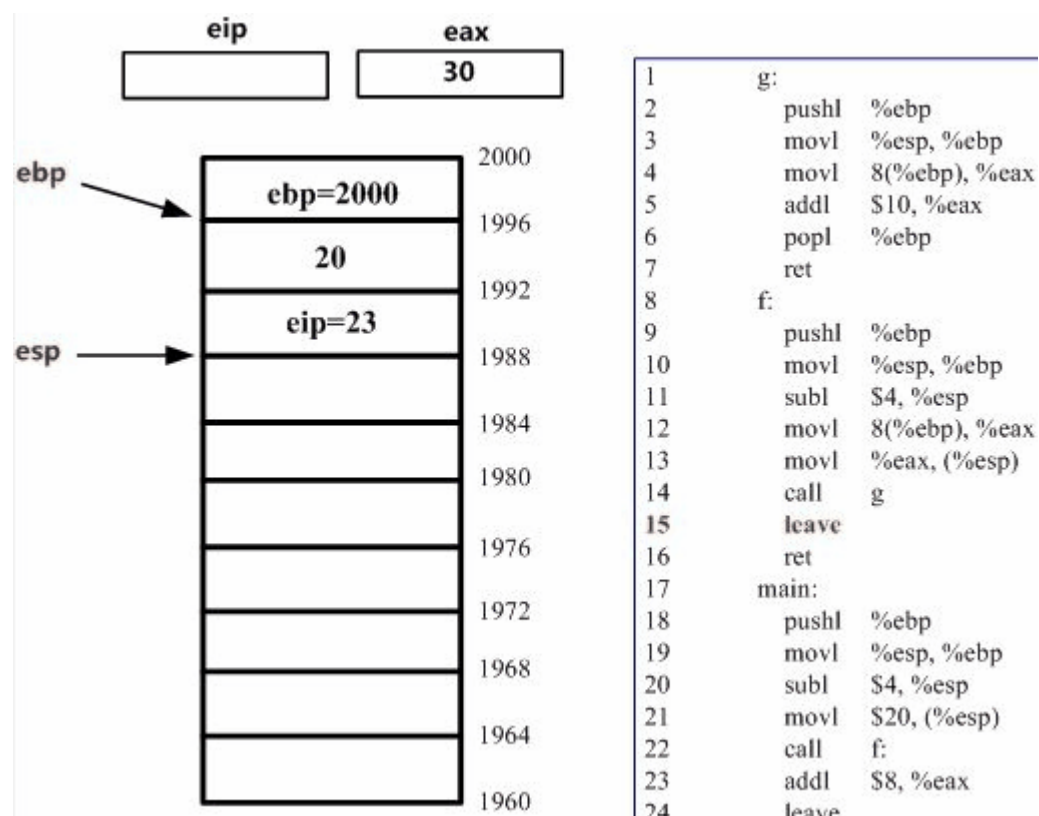 eip eax
30
ebp
esp
2000
ebp=2000
1996
20
1992
eip=23
1988
1984
1980
1976
1972
1968
1964
1960
1 g:
2 pushl %ebp
3 movl %esp, %ebp
4 movl 8(%ebp), %eax
5 addl $10, %eax
6 popl %ebp
7 ret
8 f:
9 pushl %ebp
10 movl %esp, %ebp
11 subl $4, %esp
12 movl 8(%ebp), %eax
13 movl %eax, (%esp)
14 call g
15 leave
16 ret
17 main:
18 pushl %ebp
19 movl %esp, %ebp
20 subl $4, %esp
21 movl $20, (%esp)
22 call f:
23 addl $8, %eax
24 leave